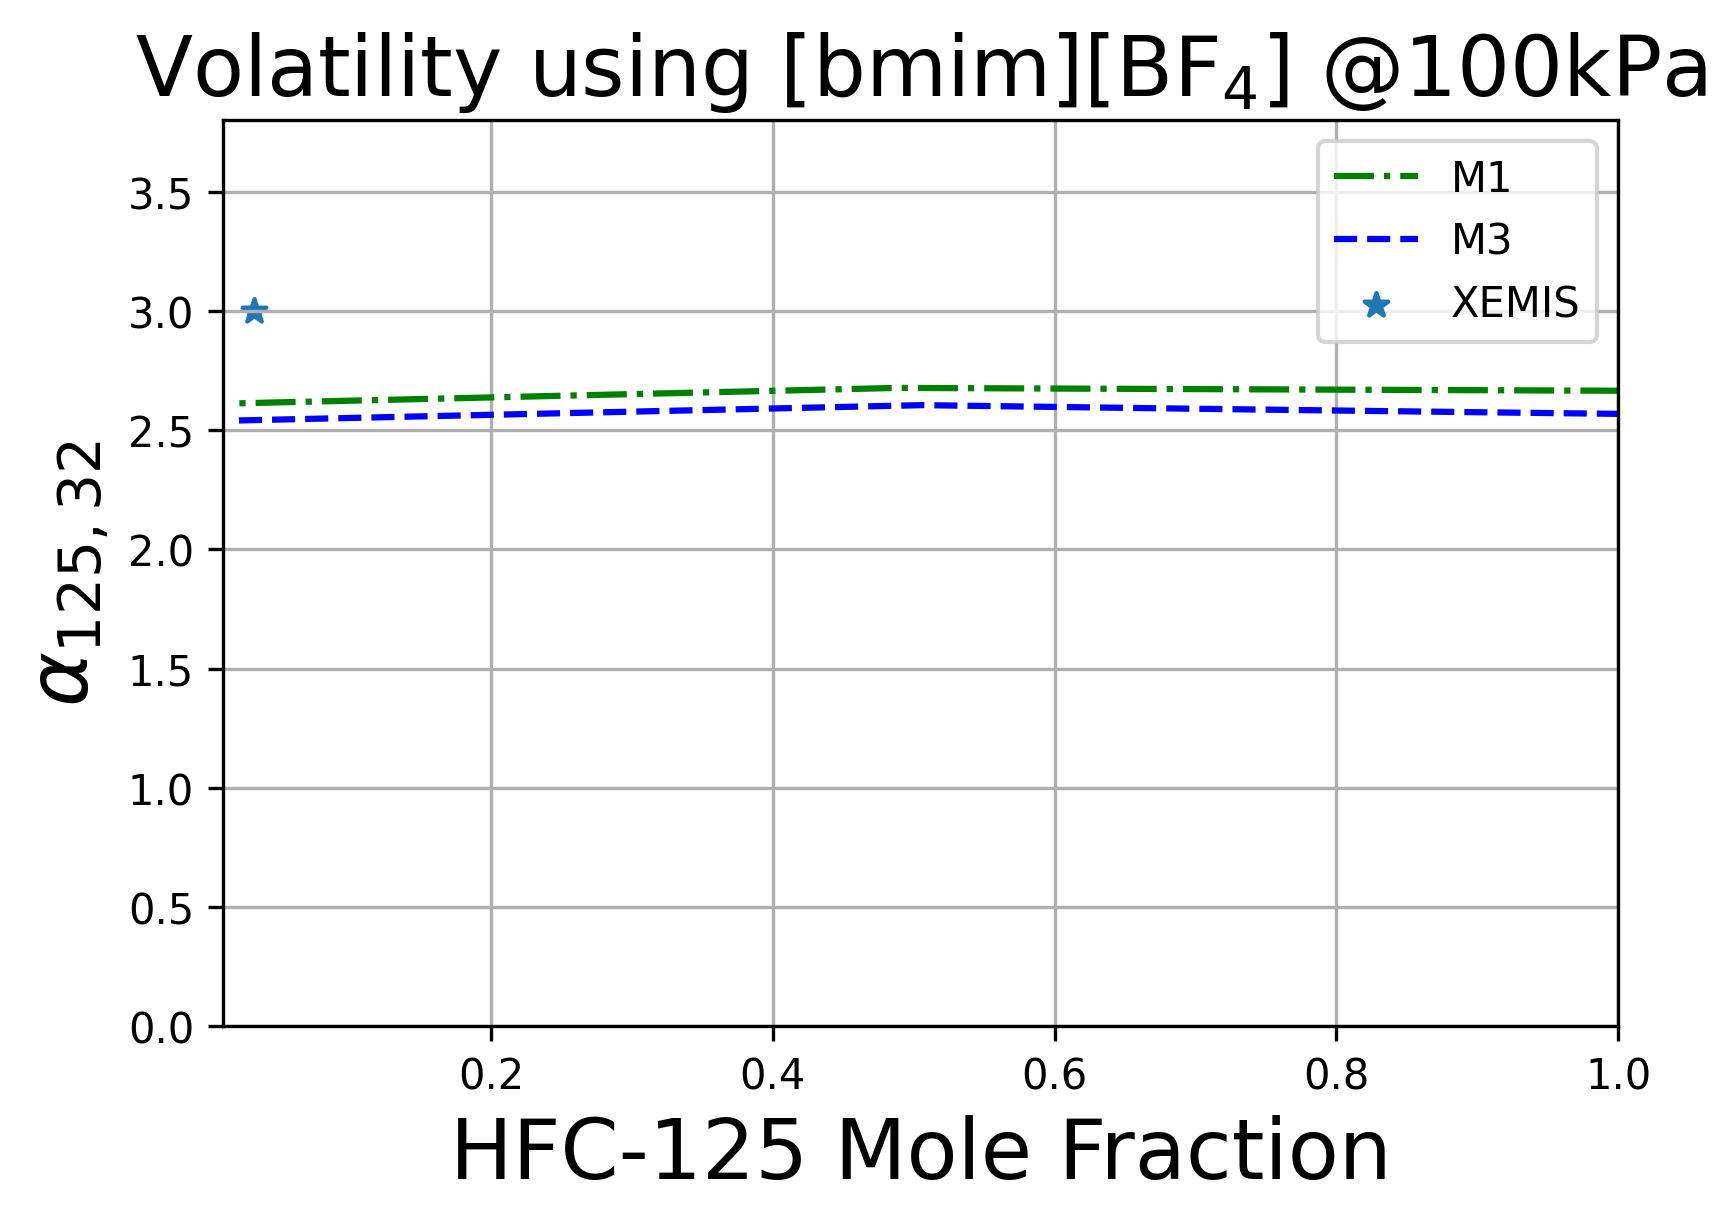 Volatility using [bmim][BF₄] @100kPa
M1
M3
XEMIS
3.5
3.0
2.5
2.0
1.5
1.0
0.5
0.0
α₁₂₅,₃₂
0.2 0.4 0.6 0.8 1.0
HFC-125 Mole Fraction